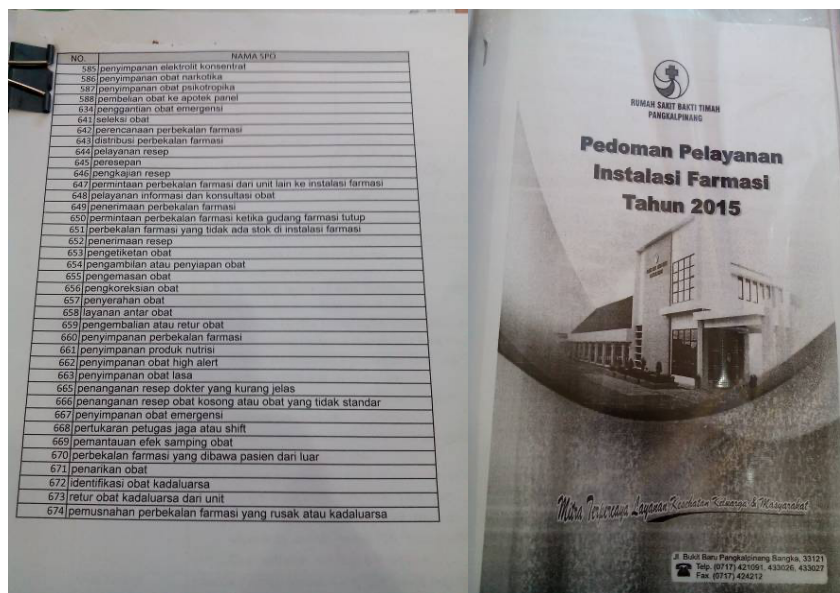 NO. NAMA SPO
585 penyimpanan elektrolit konsentrat
586 penyimpanan obat narkotika
587 penyimpanan obat psikotropika
588 pembelian obat ke apotek panel
634 penggantian obat emergensi
641 seleksi obat
642 perencanaan perbekalan farmasi
643 distribusi perbekalan farmasi
644 pelayanan resep
645 peresepan
646 pengkajian resep
647 permintaan perbekalan farmasi dari unit lain ke instalasi farmasi
648 pelayanan informasi dan konsultasi obat
649 penerimaan perbekalan farmasi
650 permintaan perbekalan farmasi ketika gudang farmasi tutup
651 perbekalan farmasi yang tidak ada stok di instalasi farmasi
652 penerimaan resep
653 pengetiketan obat
654 pengambilan atau penyiapan obat
655 pengemasan obat
656 pengkoreksian obat
657 penyerahan obat
658 layanan antar obat
659 pengembalian atau retur obat
660 penyimpanan perbekalan farmasi
661 penyimpanan produk nutrisi
662 penyimpanan obat high alert
663 penyimpanan obat lasa
665 penanganan resep dokter yang kurang jelas
666 penanganan resep obat kosong atau obat yang tidak standar
667 penyimpanan obat emergensi
668 pertukaran petugas jaga atau shift
669 pemantauan efek samping obat
670 perbekalan farmasi yang dibawa pasien dari luar
671 penarikan obat
672 identifikasi obat kadaluarsa
673 retur obat kadaluarsa dari unit
674 pemusnahan perbekalan farmasi yang rusak atau kadaluarsa
RUMAH SAKIT BAKTI TIMAH
PANGKALPINANG
Pedoman Pelayanan
Instalasi Farmasi
Tahun 2015
Mitra Terpercaya Layanan Kesehatan Keluarga & Masyarakat
Jl. Bukit Baru Pangkalpinang Bangka, 33121
Telp. (0717) 421091, 433026, 433027
Fax. (0717) 424212